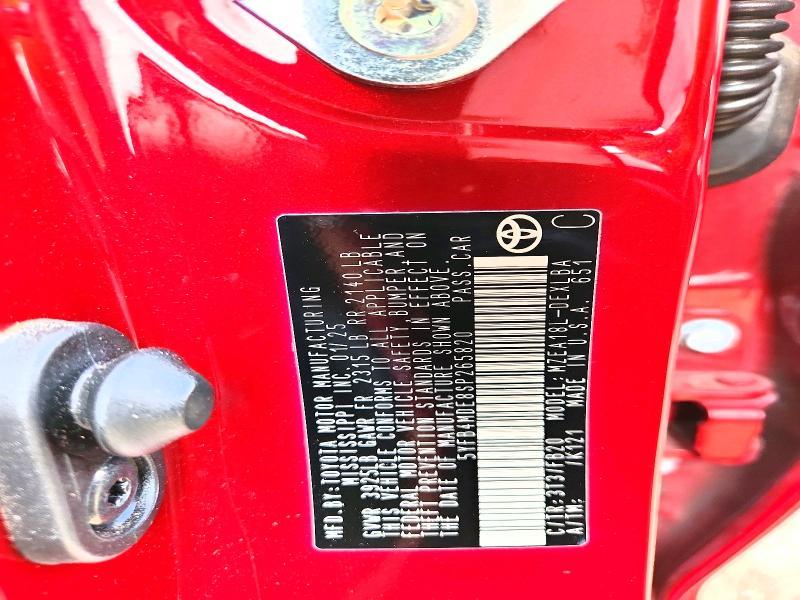 MFD. BY: TOYOTA MOTOR MANUFACTURING
MISSISSIPPI INC. 01/25
GVWR 3925LB GAWR FR 2315 LB RR 2140 LB
THIS VEHICLE CONFORMS TO ALL APPLICABLE
FEDERAL MOTOR VEHICLE SAFETY, BUMPER, AND
THEFT PREVENTION STANDARDS IN EFFECT ON
THE DATE OF MANUFACTURE SHOWN ABOVE.
5YFB4MDE8SP265920 PASS. CAR
C/TR: 3T3/FB20 MODEL: MZEA18L-DEXLBA
A/TM: /K121 MADE IN U.S.A. 651
C